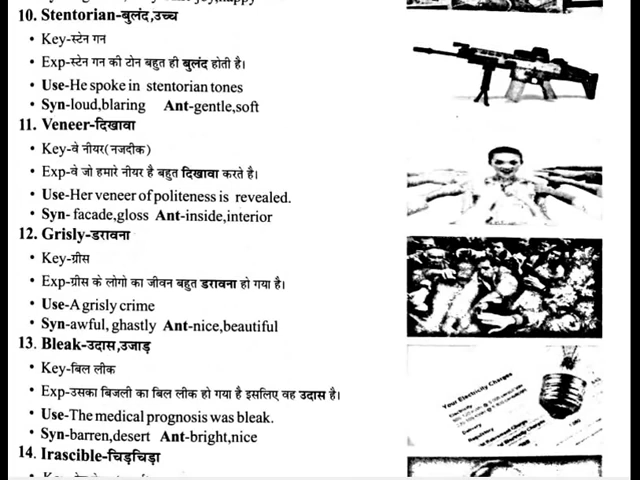 10. Stentorian-बुलंद,उच्च
• Key-स्टेन गन
• Exp-स्टेन गन की टोन बहुत ही बुलंद होती है।
• Use-He spoke in stentorian tones
• Syn-loud,blaring Ant-gentle,soft
11. Veneer-दिखावा
• Key-वे नीयर(नजदीक)
• Exp-वे जो हमारे नीयर है बहुत दिखावा करते है।
• Use-Her veneer of politeness is revealed.
• Syn- facade,gloss Ant-inside,interior
12. Grisly-डरावना
• Key-ग्रीस
• Exp-ग्रीस के लोगो का जीवन बहुत डरावना हो गया है।
• Use-A grisly crime
• Syn-awful, ghastly Ant-nice,beautiful
13. Bleak-उदास,उजाड़
• Key-बिल लीक
• Exp-उसका बिजली का बिल लीक हो गया है इसलिए वह उदास है।
• Use-The medical prognosis was bleak.
• Syn-barren,desert Ant-bright,nice
Your Electricity Charges
Electricity
Delivery
Regulatory
14. Irascible-चिड़चिड़ा